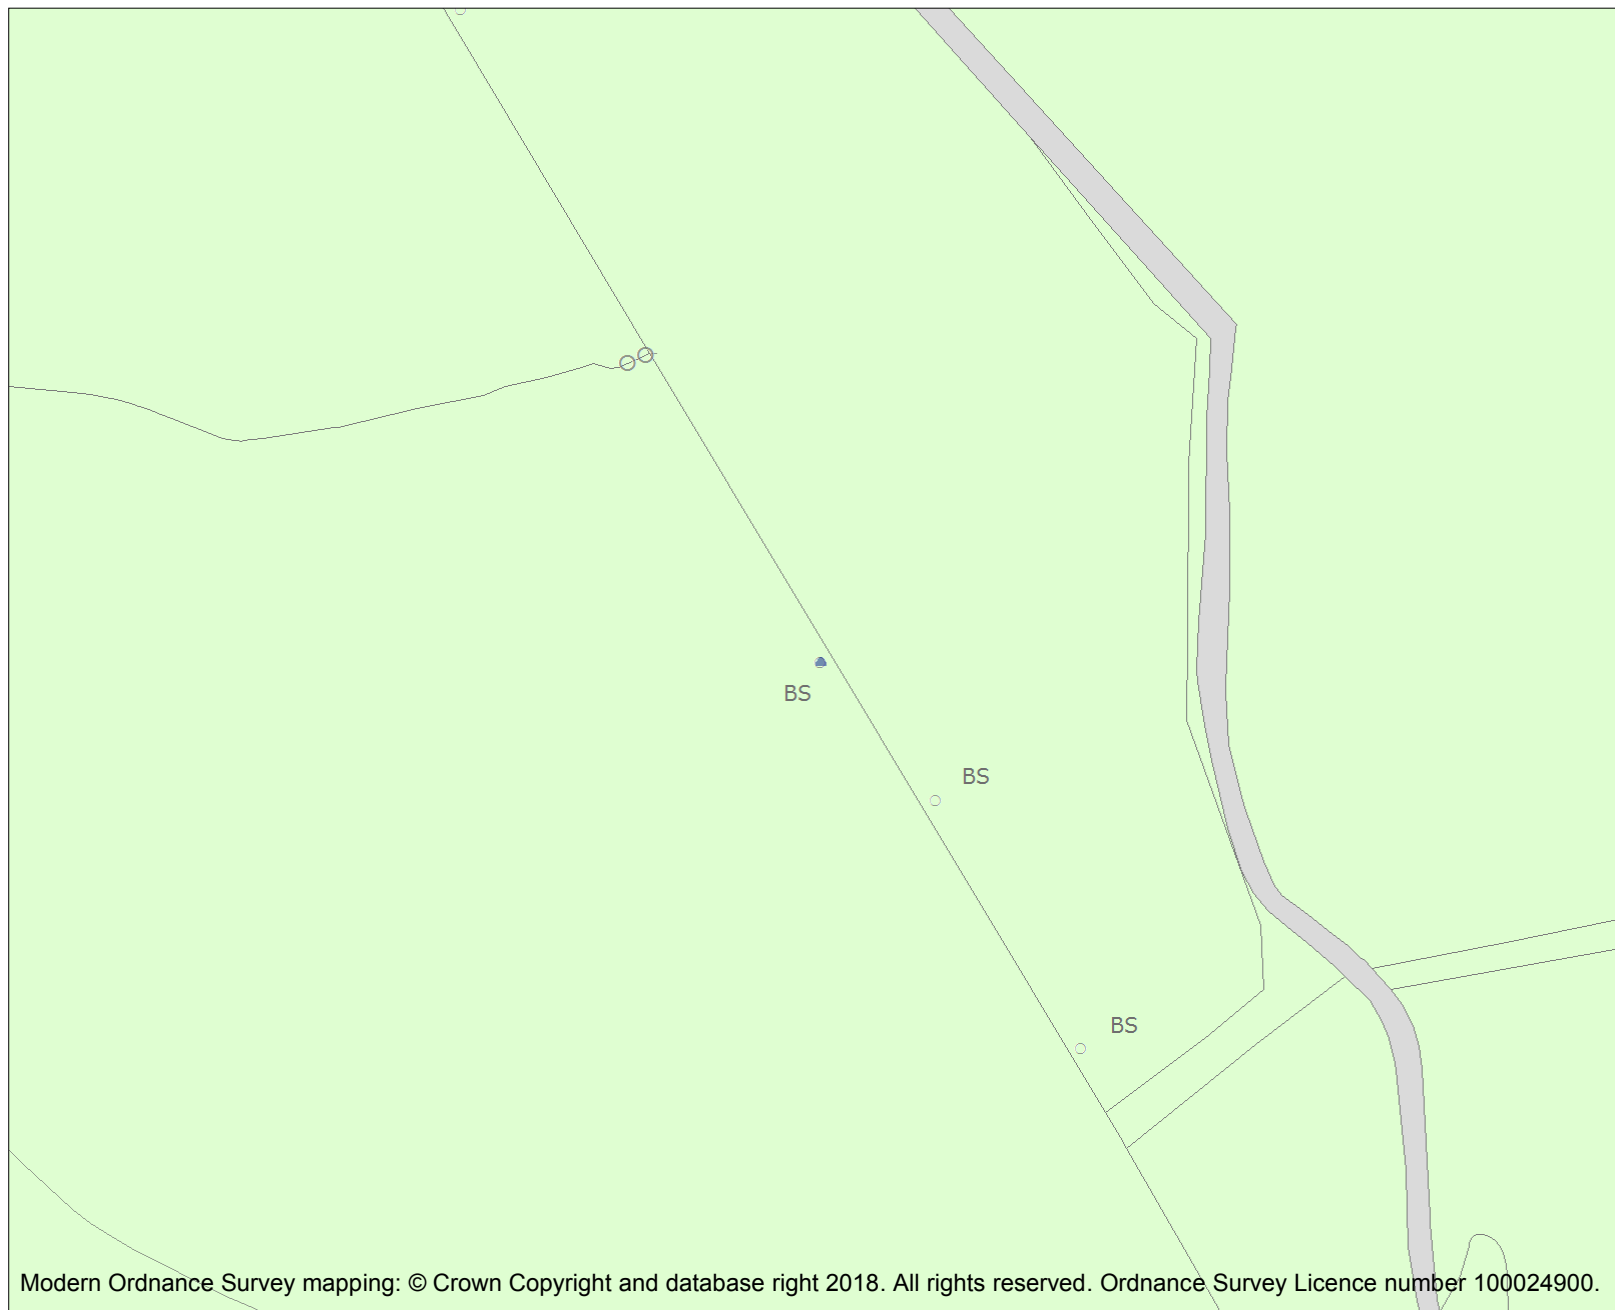 BS
BS
BS
Modern Ordnance Survey mapping: © Crown Copyright and database right 2018. All rights reserved. Ordnance Survey Licence number 100024900.